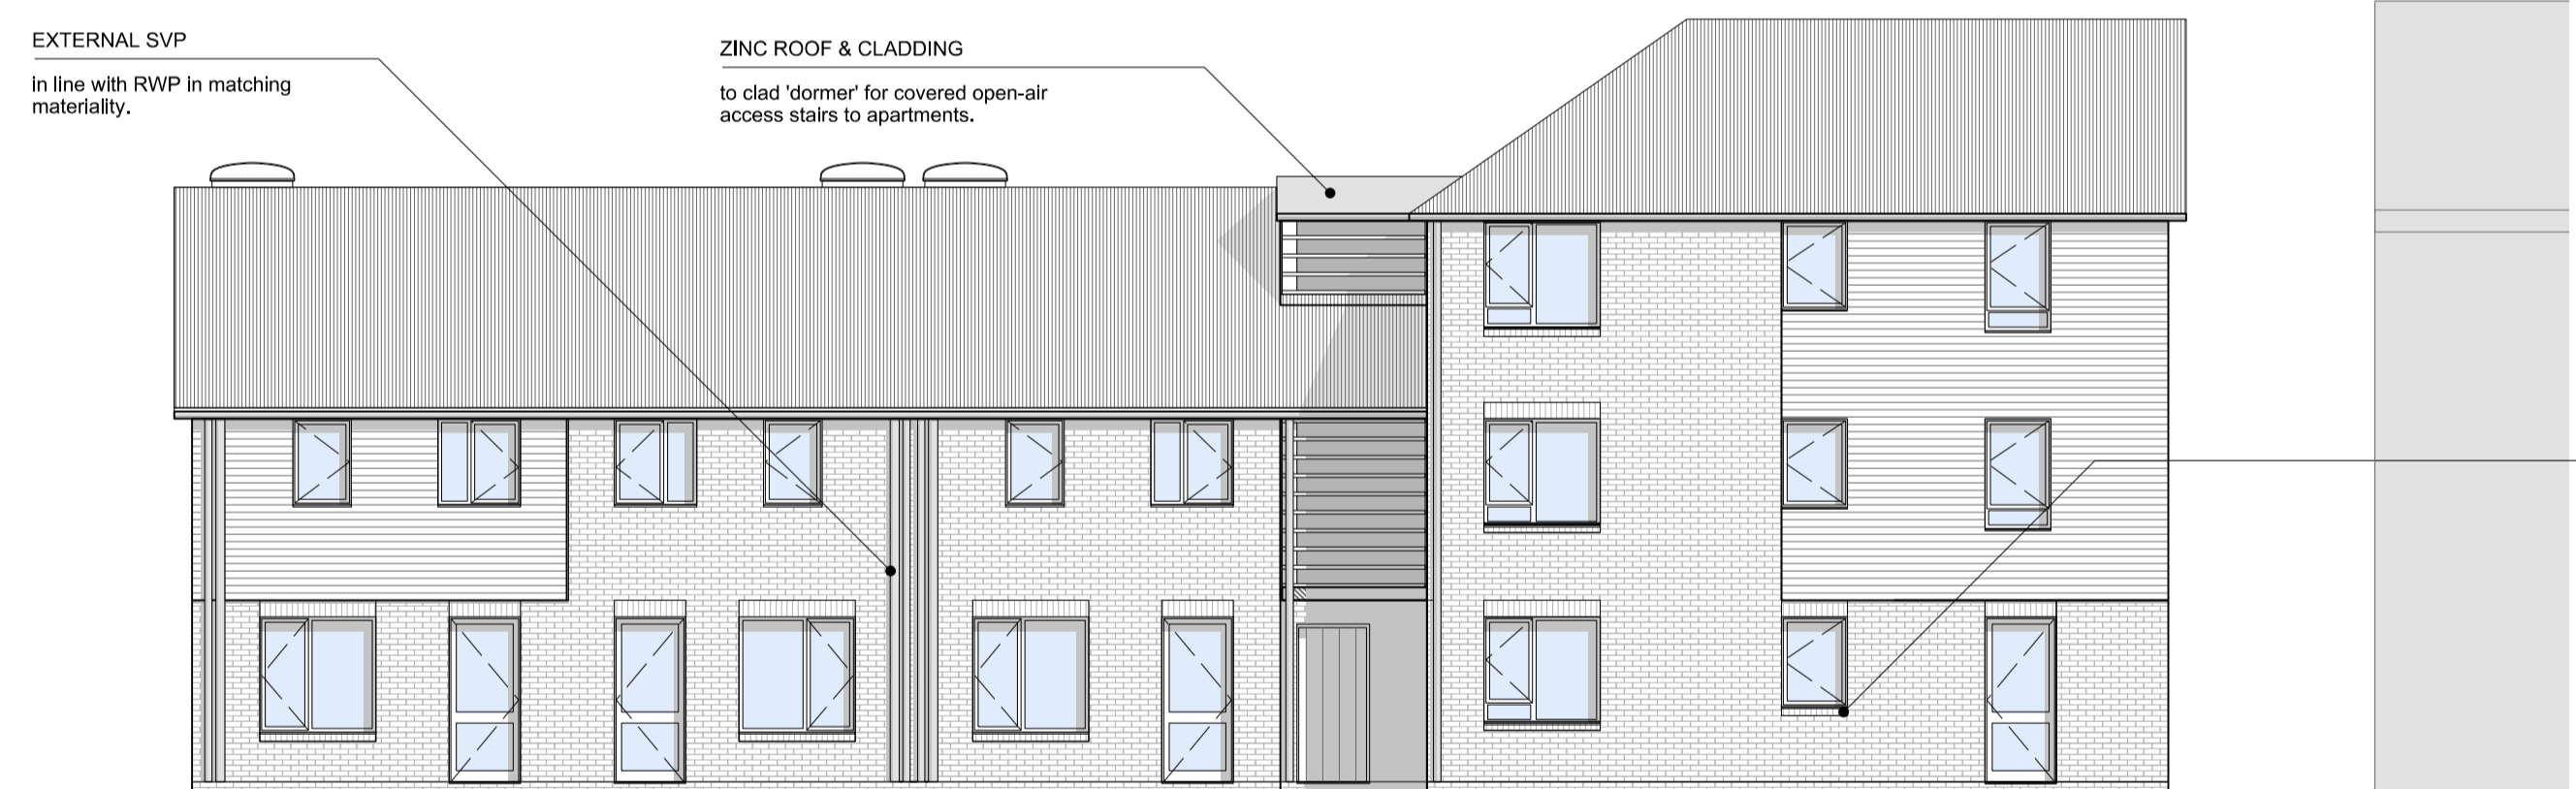 EXTERNAL SVP
in line with RWP in matching
materiality.
ZINC ROOF & CLADDING
to clad 'dormer' for covered open-air
access stairs to apartments.